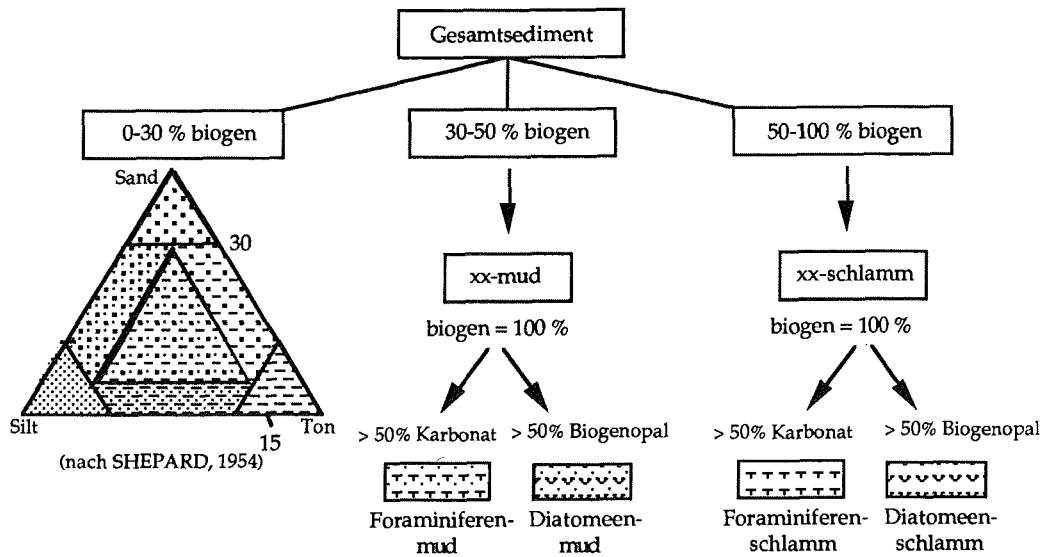 Gesamtsediment
0-30 % biogen
30-50 % biogen
50-100 % biogen
Sand
30
Silt
15
Ton
(nach SHEPARD, 1954)
xx-mud
biogen = 100 %
> 50% Karbonat
> 50% Biogenopal
Foraminiferen-
mud
Diatomeen-
mud
xx-schlamm
biogen = 100 %
> 50% Karbonat
> 50% Biogenopal
Foraminiferen-
schlamm
Diatomeen-
schlamm